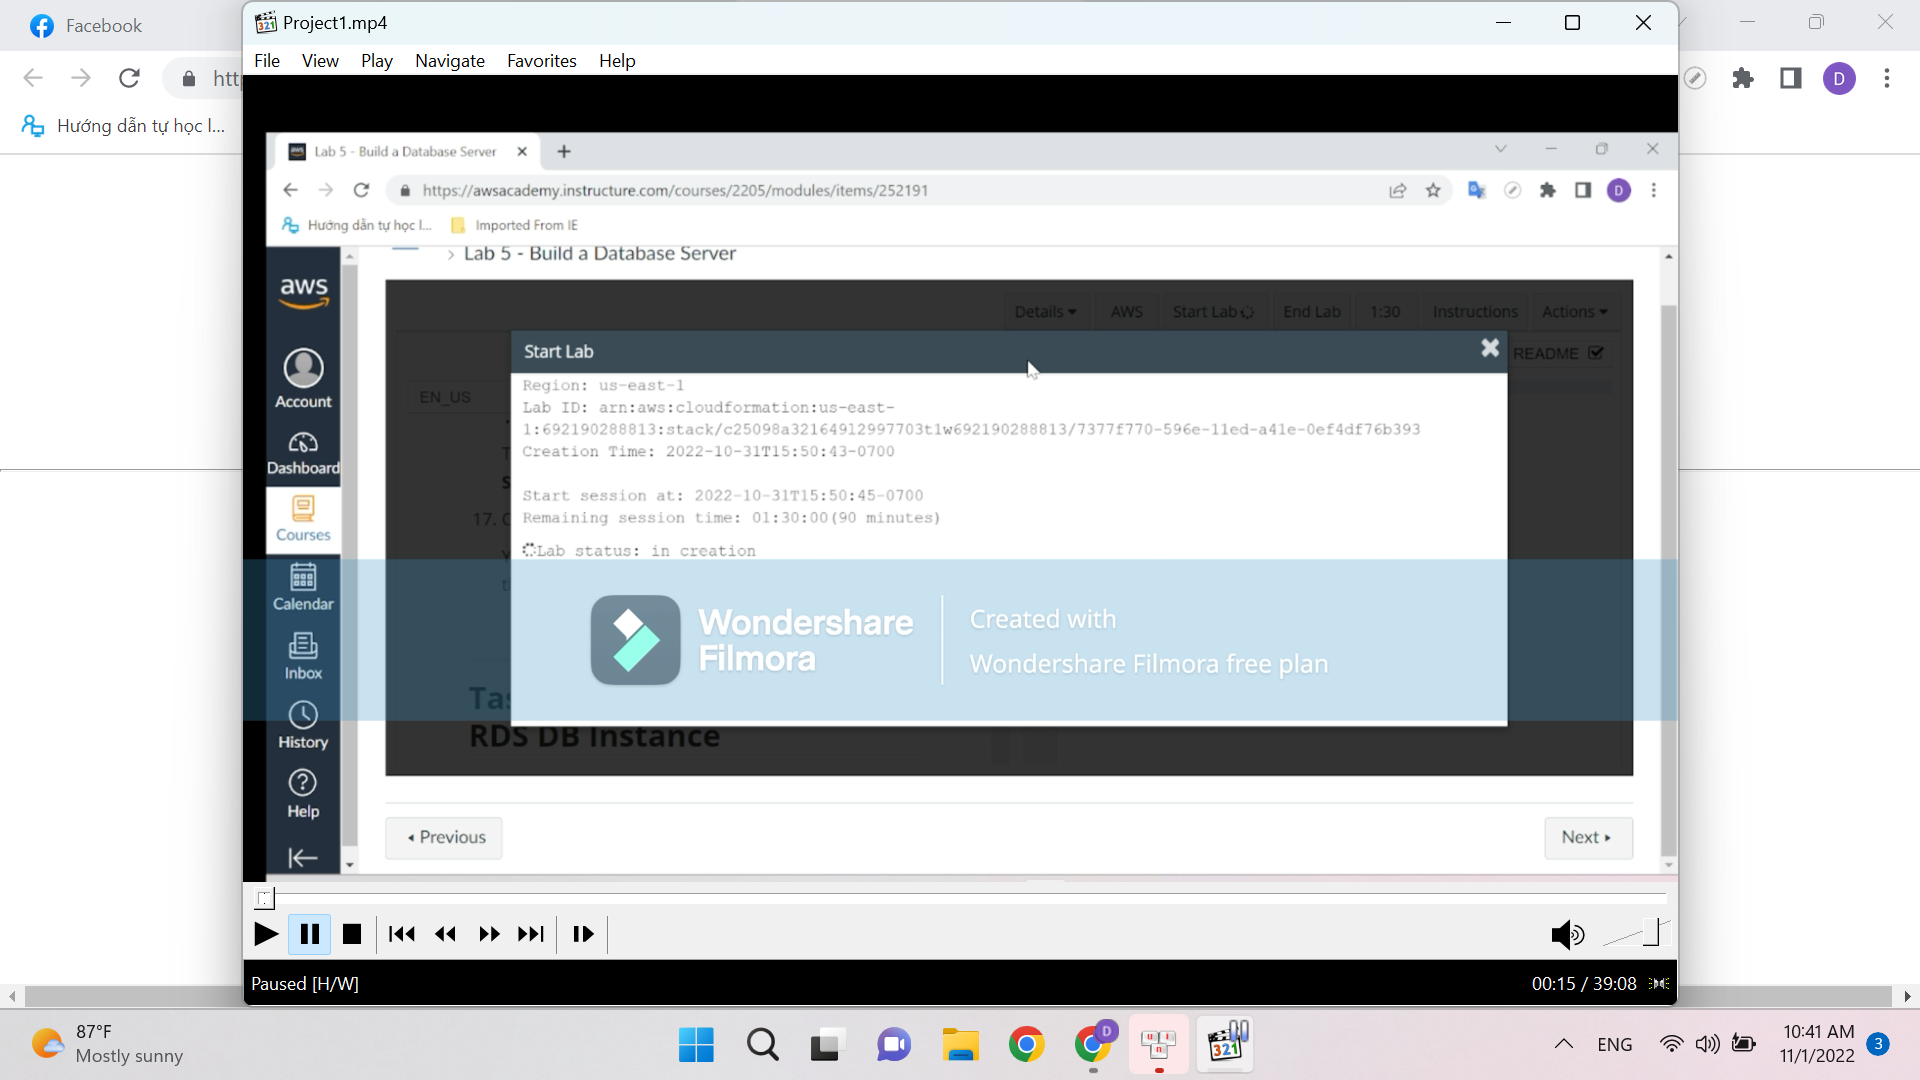 Facebook
Project1.mp4
File View Play Navigate Favorites Help
htt
D
Hướng dẫn tự học l...
Lab 5 - Build a Database Server
https://awsacademy.instructure.com/courses/2205/modules/items/252191
D
Hướng dẫn tự học l... Imported From IE
aws
> Lab 5 - Build a Database Server
Details AWS Start Lab End Lab 1:30 Instructions Actions
Start Lab
README
EN_US
Region: us-east-1
Lab ID: arn:aws:cloudformation:us-east-
1:692190288813:stack/c25098a321649l2997703t1w692190288813/7377f770-596e-11ed-a41e-0ef4df76b393
Creation Time: 2022-10-31T15:50:43-0700
Start session at: 2022-10-31T15:50:45-0700
17.
Remaining session time: 01:30:00(90 minutes)
Lab status: in creation
Account
Dashboard
Courses
Calendar
Inbox
History
Help
Wondershare
Filmora
Created with
Wondershare Filmora free plan
Tas
RDS DB Instance
Previous
Next
Paused [H/W]
00:15 / 39:08
87°F
Mostly sunny
D
U
I
n
321
ENG
10:41 AM
11/1/2022
3